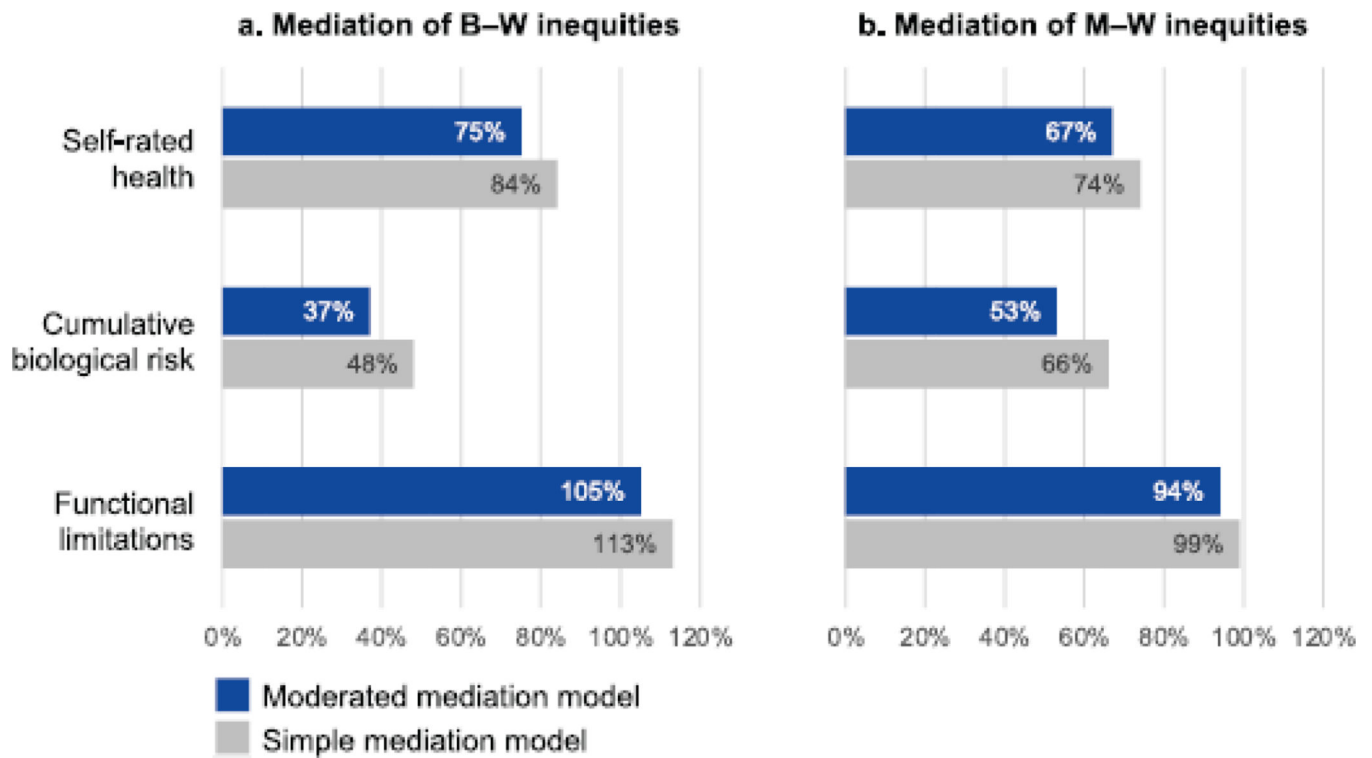 a. Mediation of B–W inequities
Self-rated
health
75%
84%
Cumulative
biological risk
37%
48%
Functional
limitations
105%
113%
0% 20% 40% 60% 80% 100% 120%
b. Mediation of M–W inequities
67%
74%
53%
66%
94%
99%
0% 20% 40% 60% 80% 100% 120%
Moderated mediation model
Simple mediation model